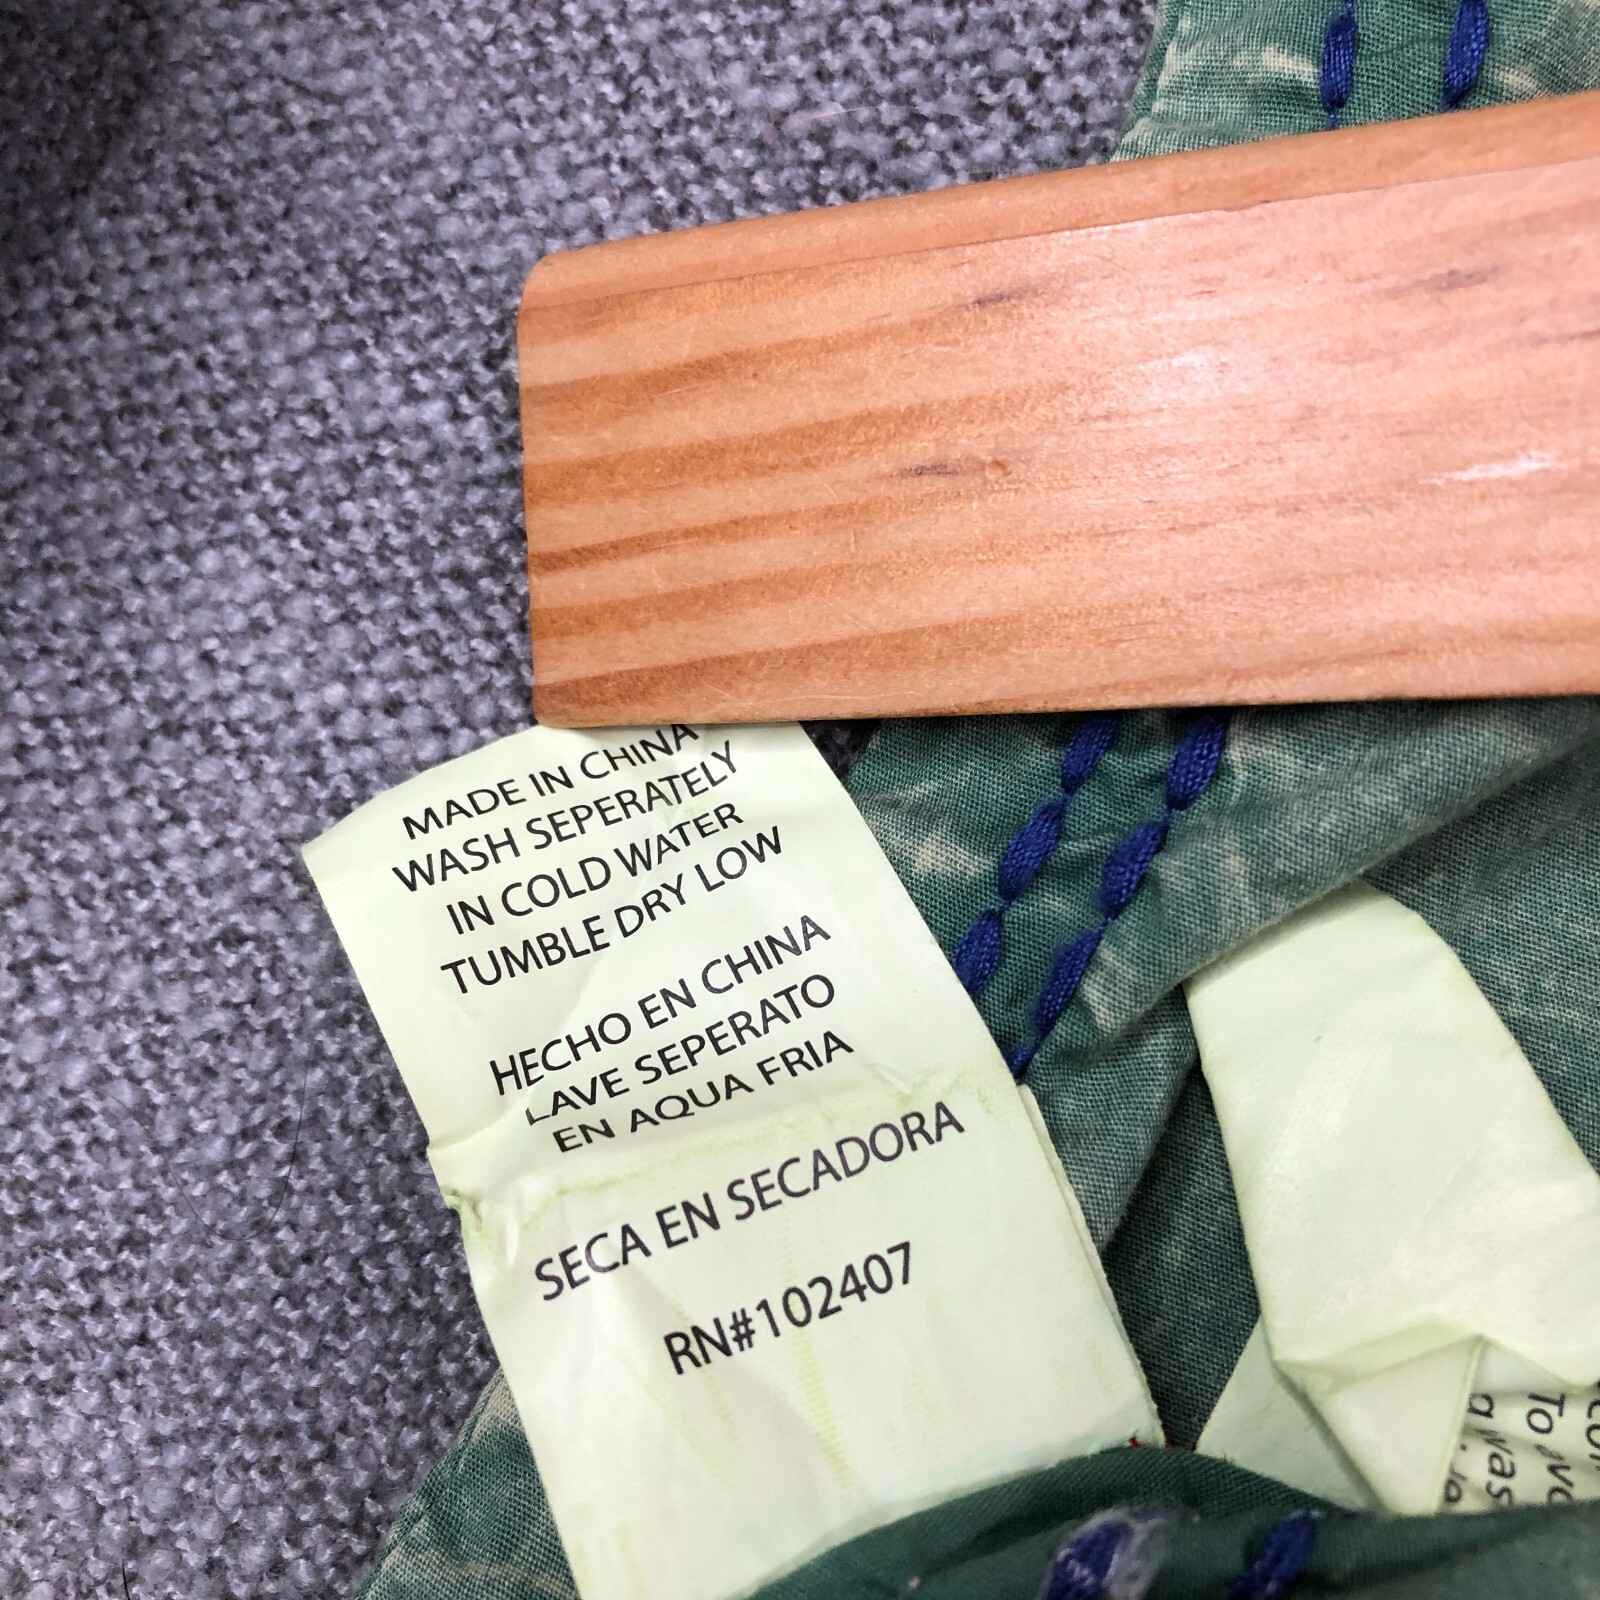 MADE IN CHINA
WASH SEPERATELY
IN COLD WATER
TUMBLE DRY LOW
HECHO EN CHINA
LAVE SEPERATO
EN AQUA FRIA
SECA EN SECADORA
RN#102407
To